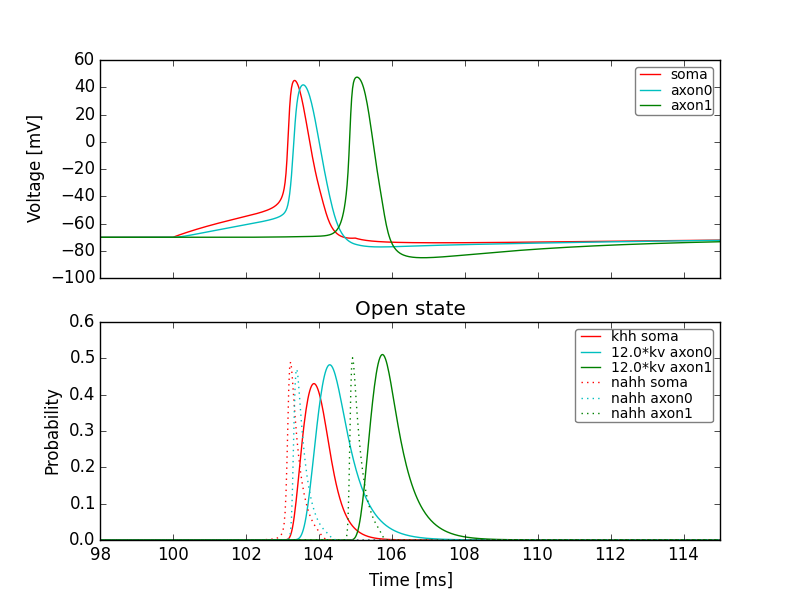 60
40
20
0
−20
−40
−60
−80
−100
Voltage [mV]
soma
axon0
axon1
Open state
0.6
0.5
0.4
0.3
0.2
0.1
0.0
Probability
khh soma
12.0*kv axon0
12.0*kv axon1
nahh soma
nahh axon0
nahh axon1
98 100 102 104 106 108 110 112 114
Time [ms]